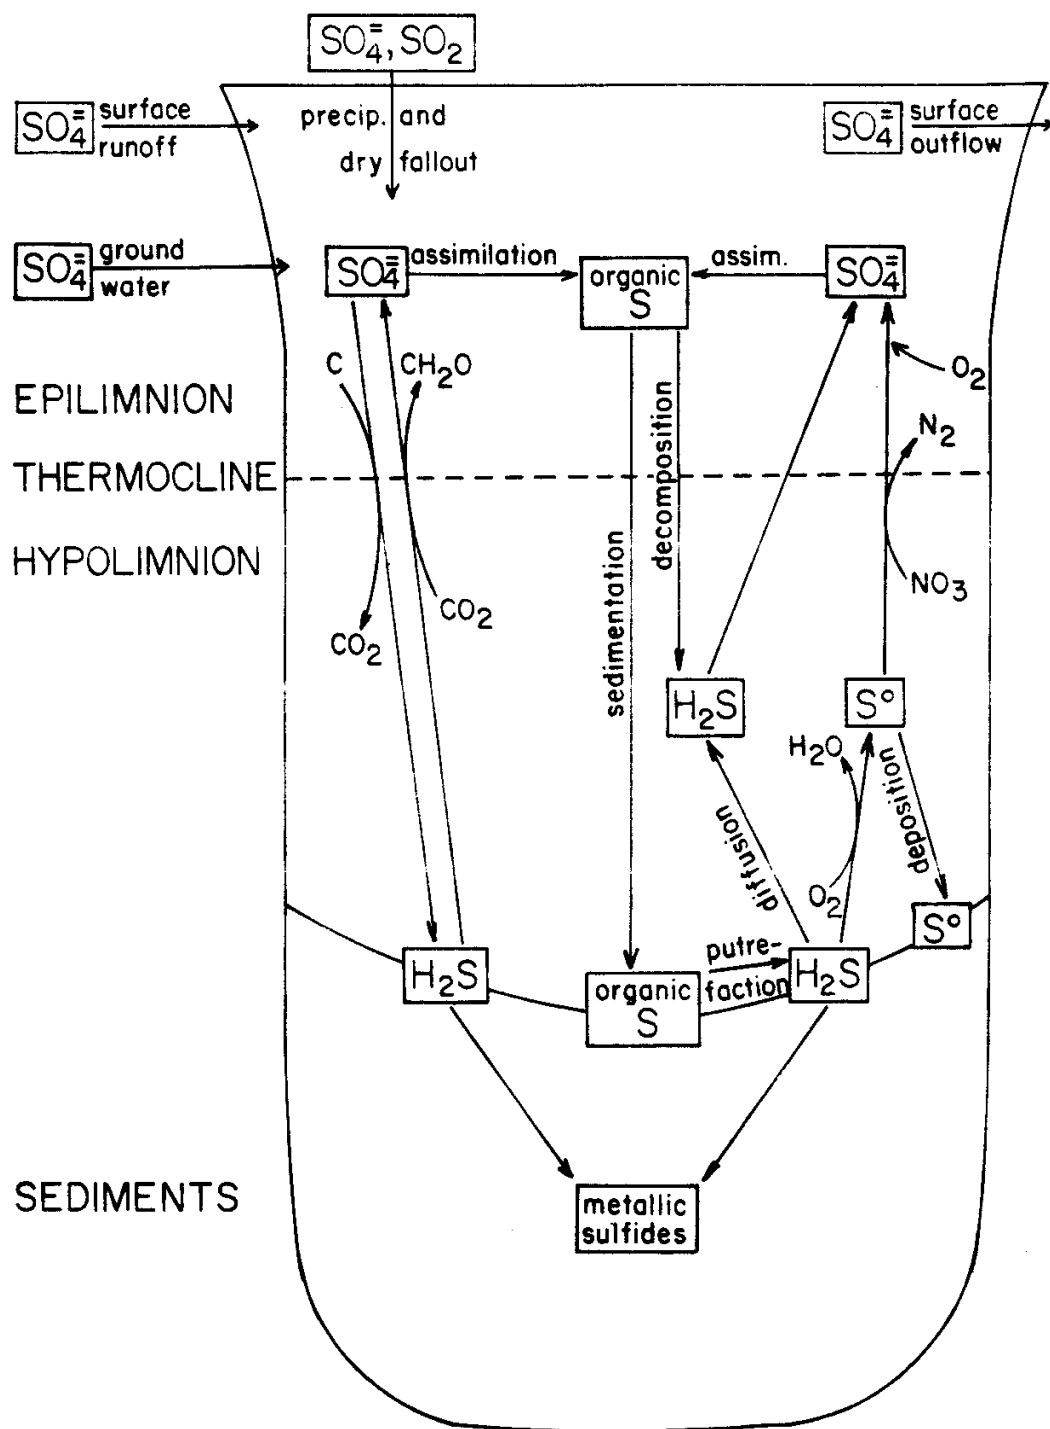 SO₄⁼, SO₂
precip. and
dry fallout
SO₄⁼
surface
runoff
SO₄⁼
surface
outflow
SO₄⁼
ground
water
SO₄⁼
assimilation
organic
S
assim.
SO₄⁼
C
CH₂O
O₂
EPILIMNION
N₂
THERMOCLINE
decomposition
HYPOLIMNION
NO₃
CO₂
CO₂
sedimentation
H₂S
S°
H₂O
deposition
diffusion
O₂
S°
H₂S
organic
S
putre-
faction
H₂S
SEDIMENTS
metallic
sulfides